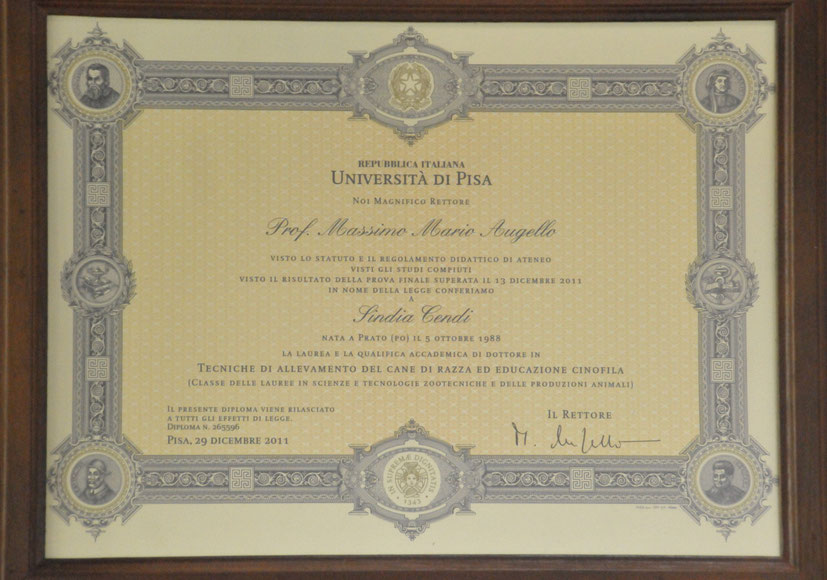 REPUBBLICA ITALIANA
UNIVERSITÀ DI PISA
NOI MAGNIFICO RETTORE
Prof. Massimo Mario Augello
VISTO LO STATUTO E IL REGOLAMENTO DIDATTICO DI ATENEO
VISTI GLI STUDI COMPIUTI
VISTO IL RISULTATO DELLA PROVA FINALE SUPERATA IL 13 DICEMBRE 2011
IN NOME DELLA LEGGE CONFERIAMO
A
Sindia Cendi
NATA A PRATO (PO) IL 5 OTTOBRE 1988
LA LAUREA E LA QUALIFICA ACCADEMICA DI DOTTORE IN
TECNICHE DI ALLEVAMENTO DEL CANE DI RAZZA ED EDUCAZIONE CINOFILA
(CLASSE DELLE LAUREE IN SCIENZE E TECNOLOGIE ZOOTECNICHE E DELLE PRODUZIONI ANIMALI)
IL PRESENTE DIPLOMA VIENE RILASCIATO
A TUTTI GLI EFFETTI DI LEGGE.
DIPLOMA N. 265596
PISA, 29 DICEMBRE 2011
IL RETTORE
1343